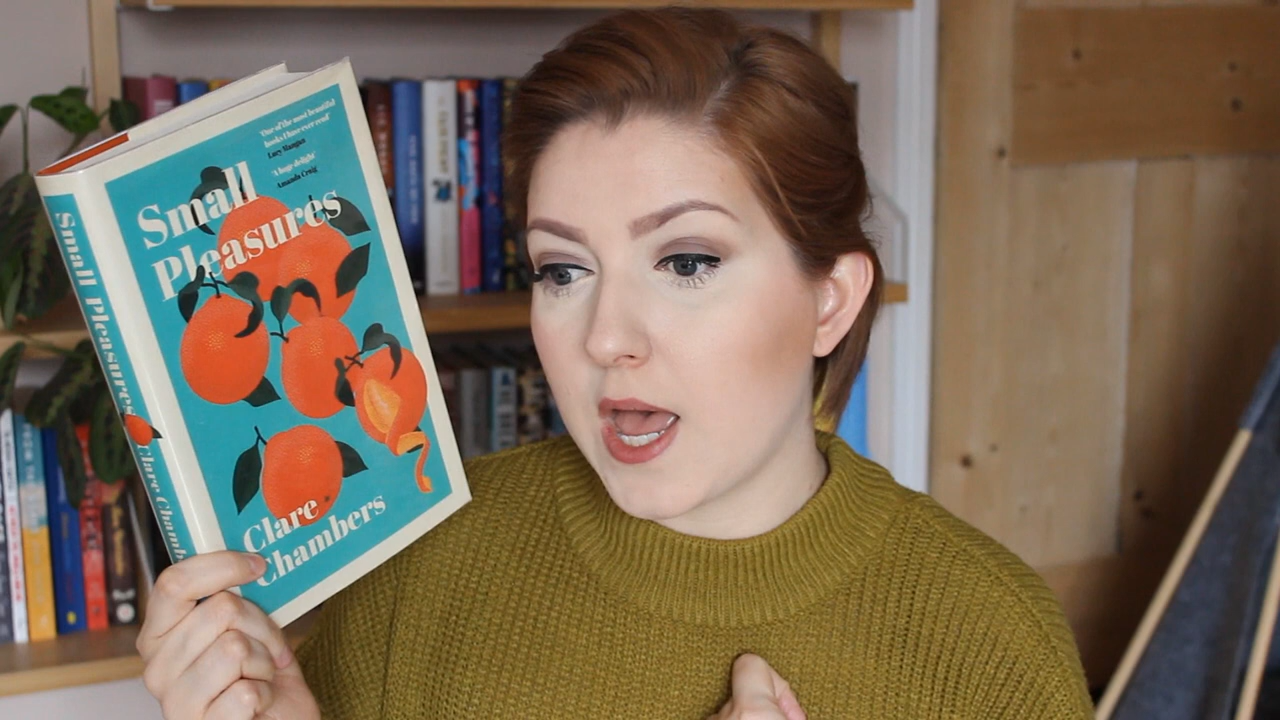 'One of the most beautiful
books I have ever read'
Lucy Mangan
'A huge delight'
Amanda Craig
Small
Pleasures
Clare
Chambers
Small Pleasures Clare Chamb